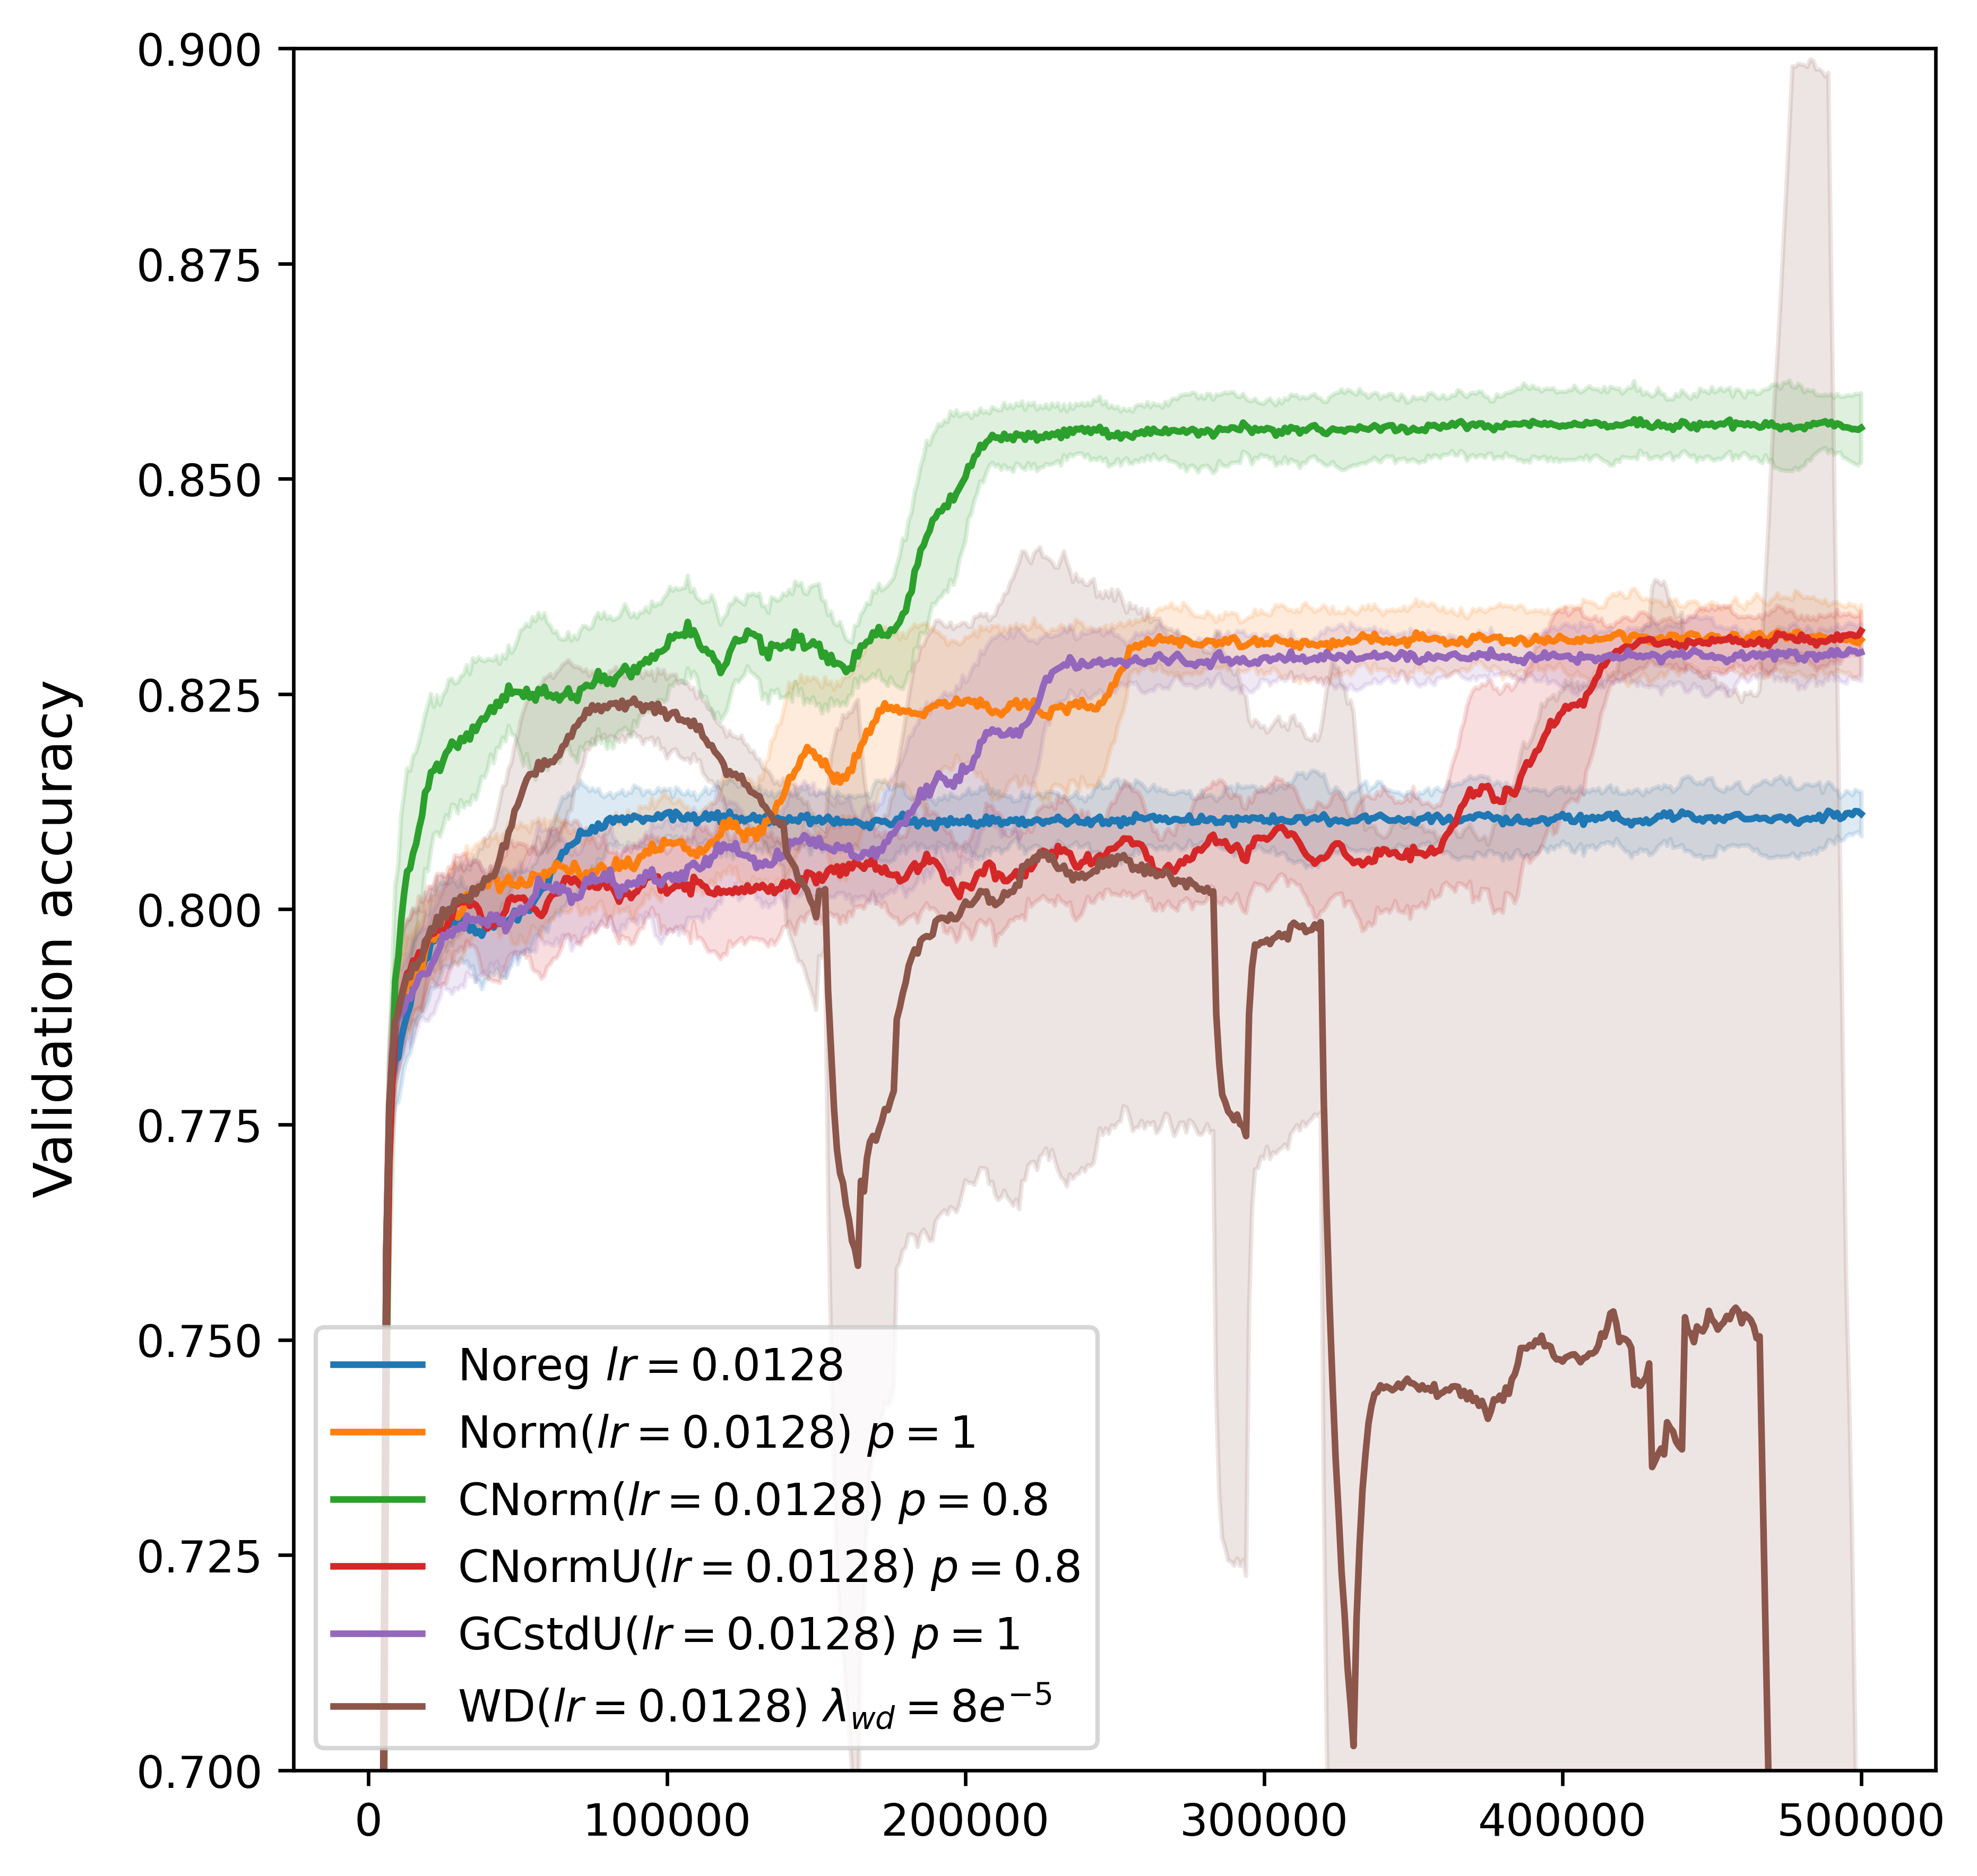 Validation accuracy
0.900
0.875
0.850
0.825
0.800
0.775
0.750
0.725
0.700
Noreg lr = 0.0128
Norm(lr = 0.0128) p = 1
CNorm(lr = 0.0128) p = 0.8
CNormU(lr = 0.0128) p = 0.8
GCstdU(lr = 0.0128) p = 1
WD(lr = 0.0128) λ_wd = 8e⁻⁵
0 100000 200000 300000 400000 500000